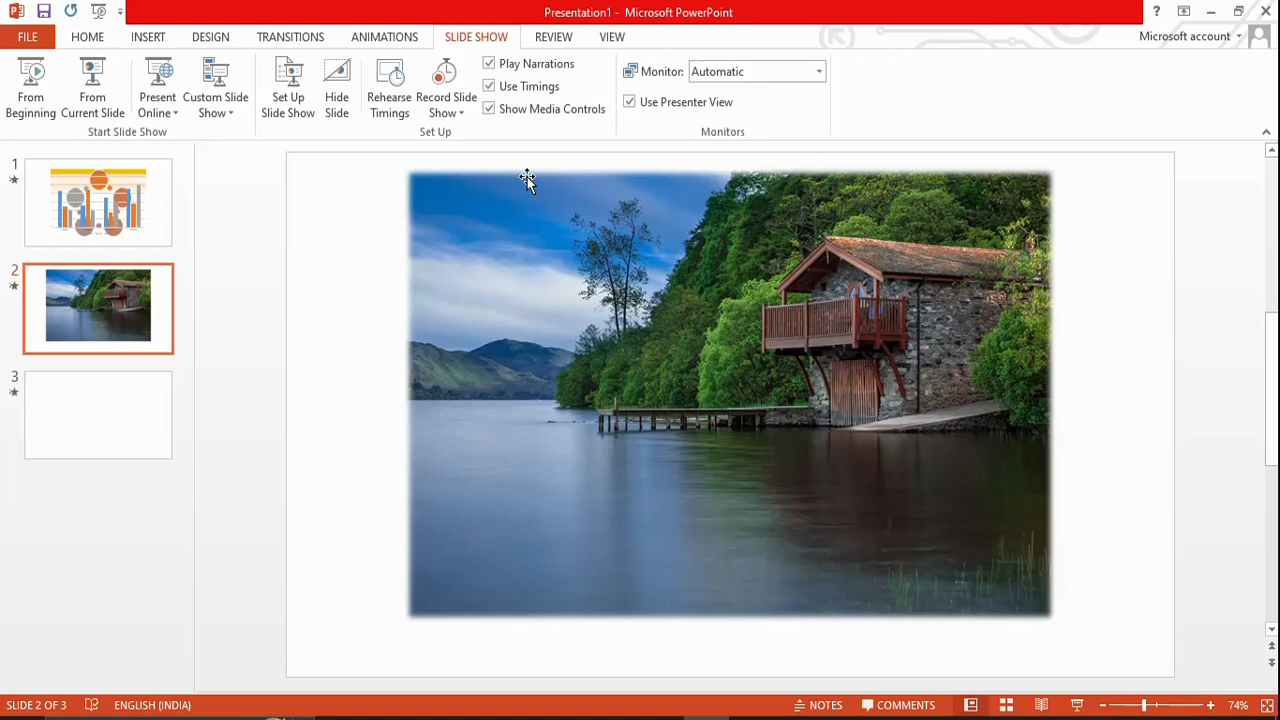 Presentation1 - Microsoft PowerPoint
?
FILE HOME INSERT DESIGN TRANSITIONS ANIMATIONS SLIDE SHOW REVIEW VIEW Microsoft account
From Beginning
From Current Slide
Present Online
Custom Slide Show
Start Slide Show
Set Up Slide Show
Hide Slide
Rehearse Timings
Record Slide Show
Play Narrations
Use Timings
Show Media Controls
Set Up
Monitor: Automatic
Use Presenter View
Monitors
1
2
3
SLIDE 2 OF 3 ENGLISH (INDIA) NOTES COMMENTS 74%